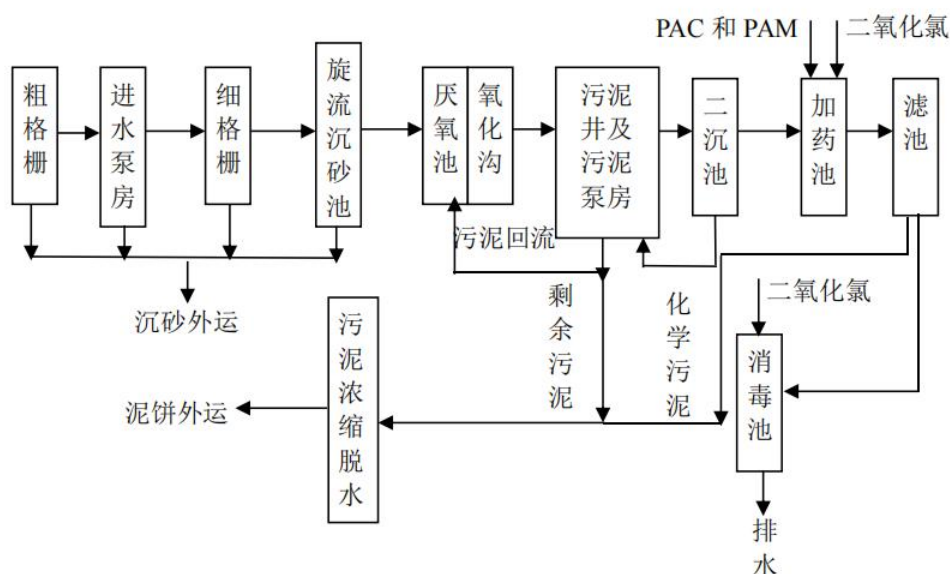 PAC 和 PAM
二氧化氯
粗格栅
进水泵房
细格栅
旋流沉砂池
厌氧池
氧化沟
污泥
井及
污泥
泵房
二沉池
加药池
滤池
污泥回流
沉砂外运
剩余污泥
化学污泥
二氧化氯
消毒池
污泥浓缩脱水
泥饼外运
排水